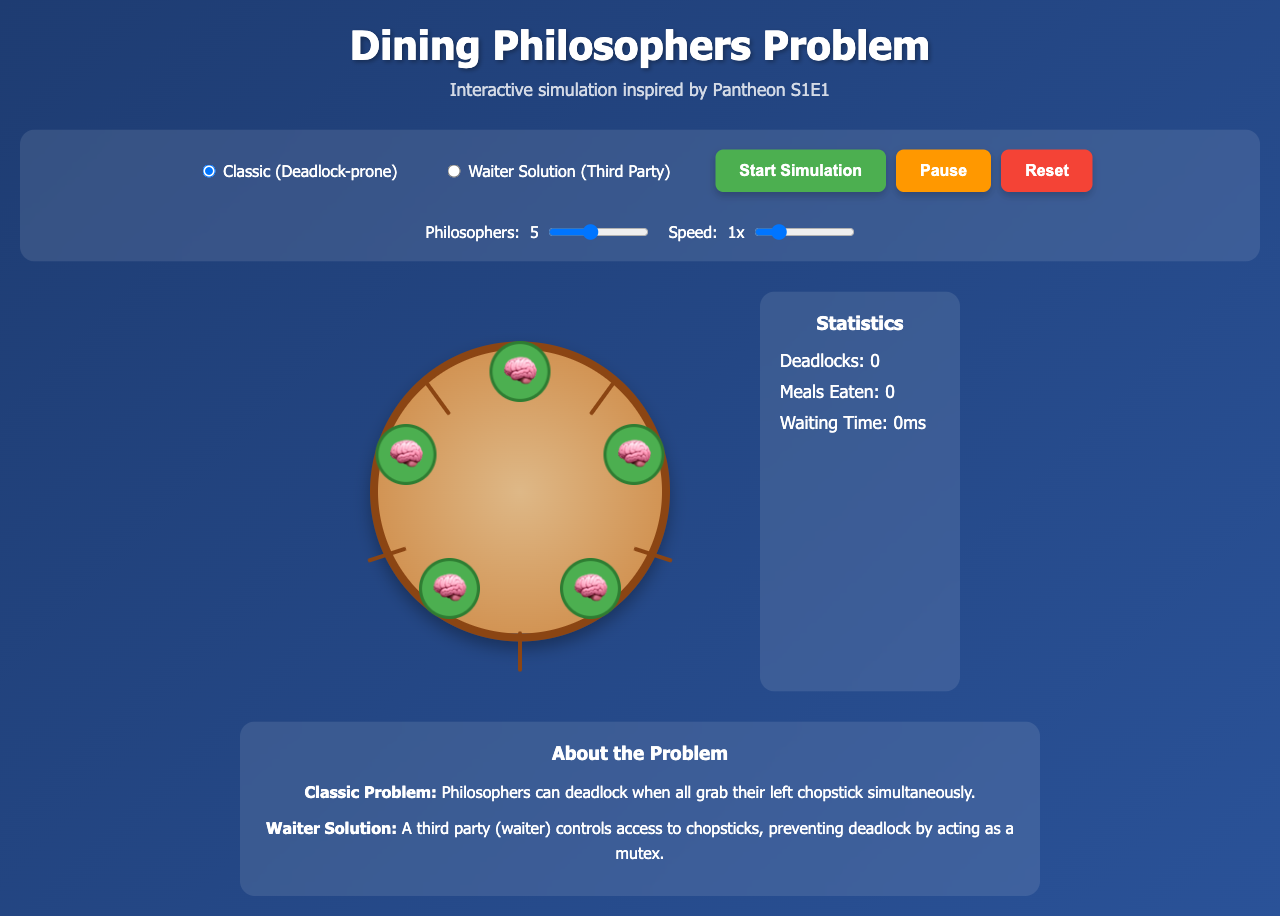 Dining Philosophers Problem
Interactive simulation inspired by Pantheon S1E1
Classic (Deadlock-prone) Waiter Solution (Third Party) Start Simulation Pause Reset
Philosophers: 5 Speed: 1x
Statistics
Deadlocks: 0
Meals Eaten: 0
Waiting Time: 0ms
About the Problem
Classic Problem: Philosophers can deadlock when all grab their left chopstick simultaneously.
Waiter Solution: A third party (waiter) controls access to chopsticks, preventing deadlock by acting as a
mutex.